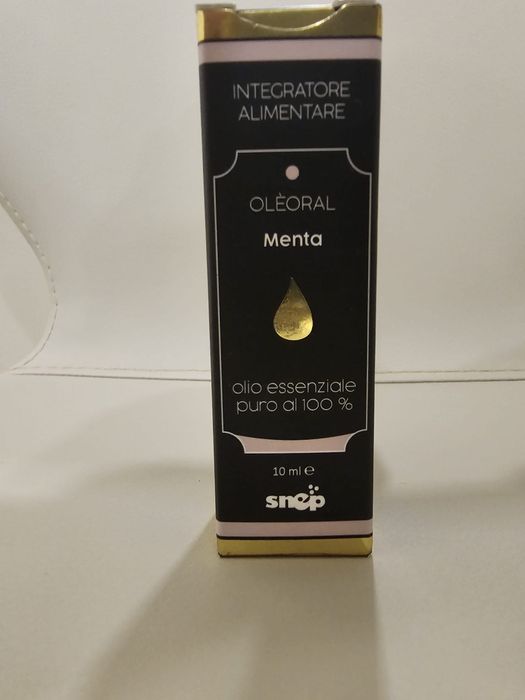 INTEGRATORE
ALIMENTARE
OLÈORAL
Menta
olio essenziale
puro al 100 %
10 ml ℮
snep